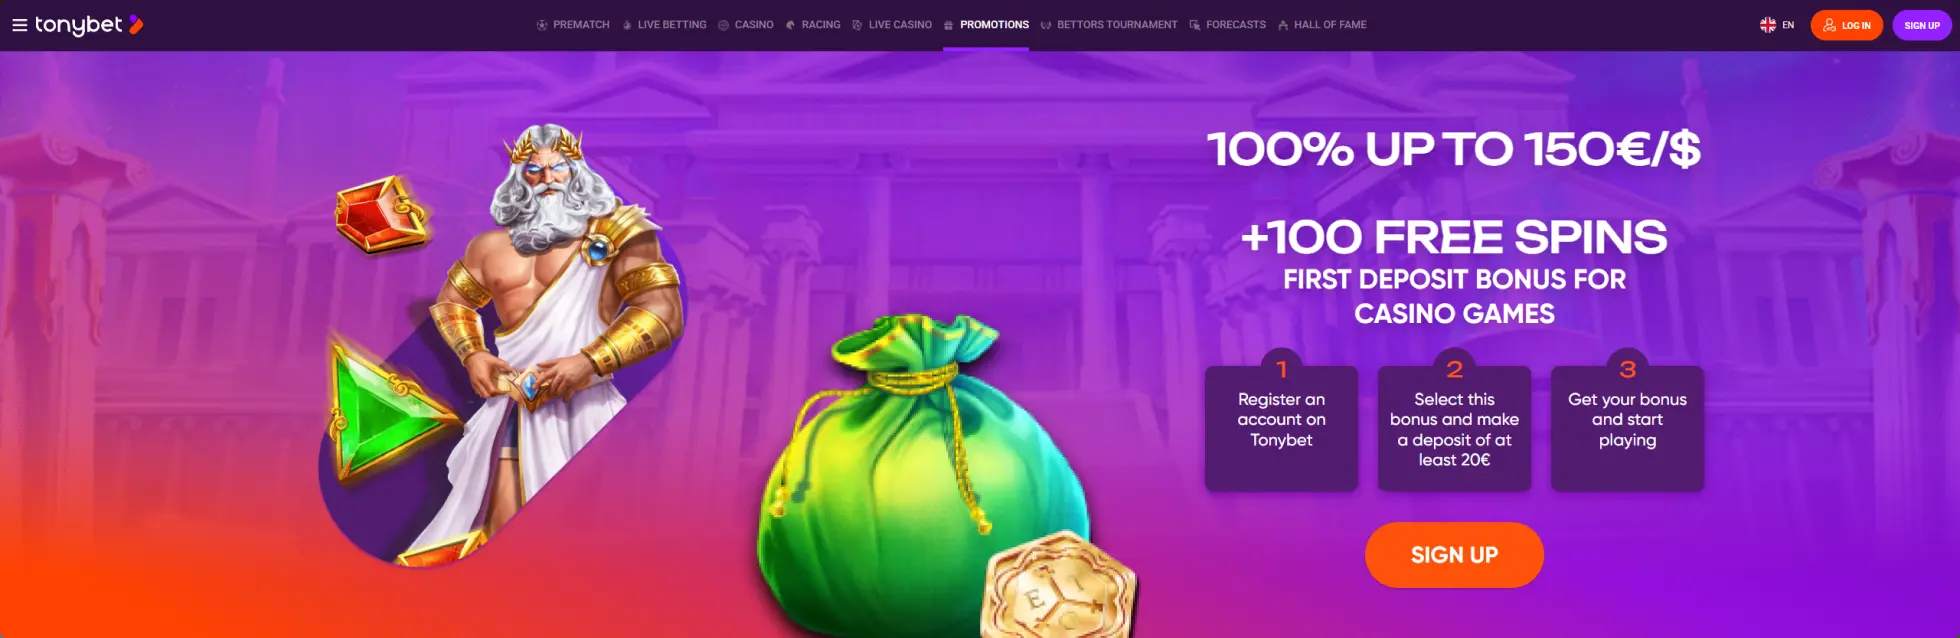 tonybet
PREMATCH
LIVE BETTING
CASINO
RACING
LIVE CASINO
PROMOTIONS
BETTORS TOURNAMENT
FORECASTS
HALL OF FAME
EN
LOG IN
SIGN UP
100% UP TO 150€/$
+100 FREE SPINS
FIRST DEPOSIT BONUS FOR
CASINO GAMES
1
Register an
account on
Tonybet
2
Select this
bonus and make
a deposit of at
least 20€
3
Get your bonus
and start
playing
SIGN UP
E